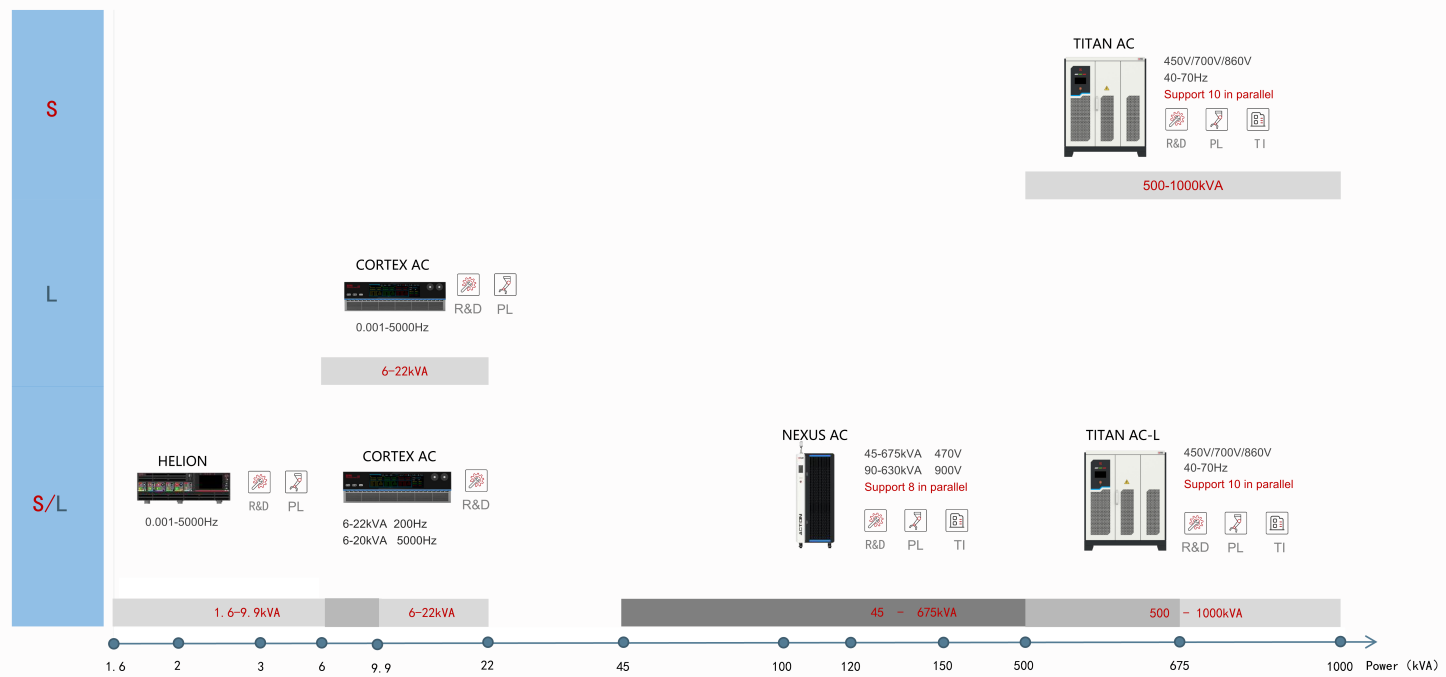 S
TITAN AC
450V/700V/860V
40-70Hz
Support 10 in parallel
R&D PL TI
500-1000kVA
L
CORTEX AC
R&D PL
0.001-5000Hz
6-22kVA
S/L
HELION
R&D PL
0.001-5000Hz
CORTEX AC
R&D
6-22kVA 200Hz
6-20kVA 5000Hz
NEXUS AC
45-675kVA 470V
90-630kVA 900V
Support 8 in parallel
R&D PL TI
ACTION
TITAN AC-L
450V/700V/860V
40-70Hz
Support 10 in parallel
R&D PL TI
1.6-9.9kVA 6-22kVA 45 - 675kVA 500 - 1000kVA
1.6 2 3 6 9.9 22 45 100 120 150 500 675 1000 Power (kVA)